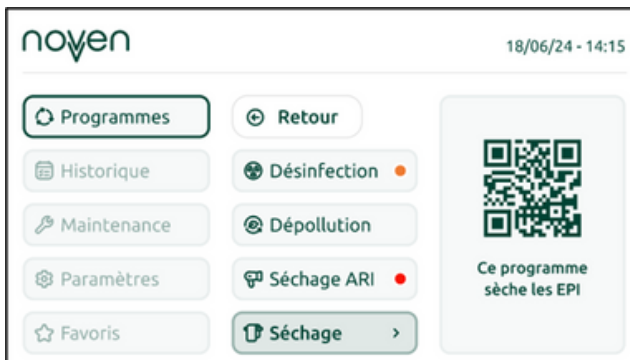 noven
18/06/24 - 14:15
Programmes
Historique
Maintenance
Paramètres
Favoris
Retour
Désinfection
Dépollution
Séchage ARI
Séchage
Ce programme
sèche les EPI